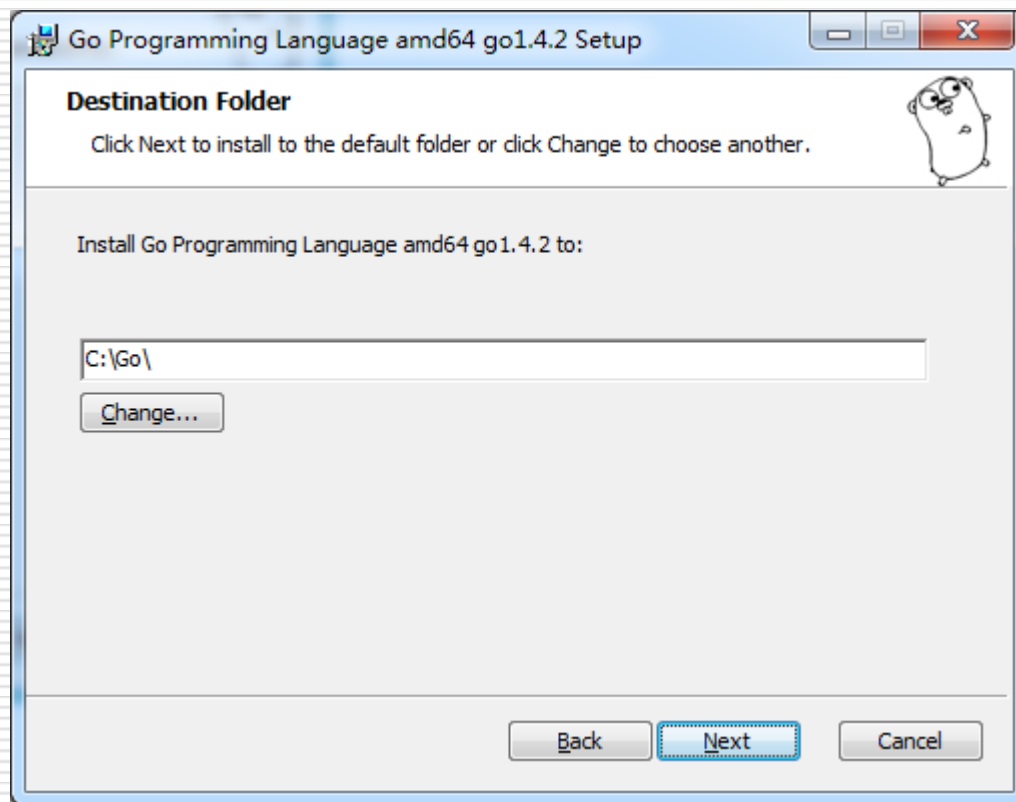 Go Programming Language amd64 go1.4.2 Setup
Destination Folder
Click Next to install to the default folder or click Change to choose another.
Install Go Programming Language amd64 go1.4.2 to:
C:\Go\
Change...
Back Next Cancel